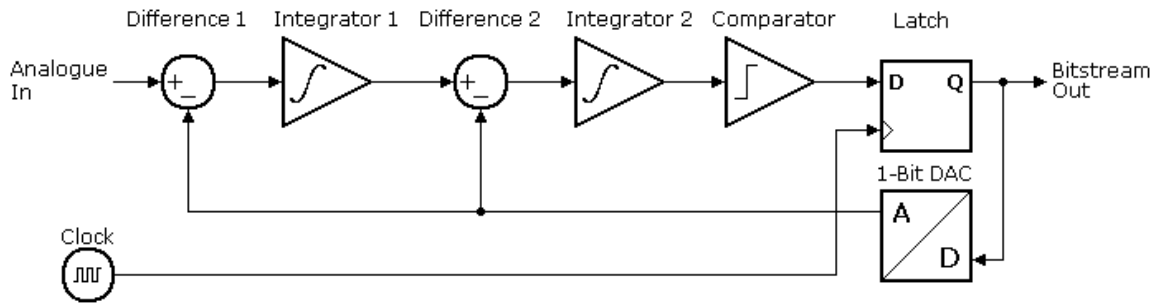 Difference 1
Integrator 1
Difference 2
Integrator 2
Comparator
Latch
Analogue
In
+
−
+
−
D
Q
Bitstream
Out
1-Bit DAC
A
D
Clock